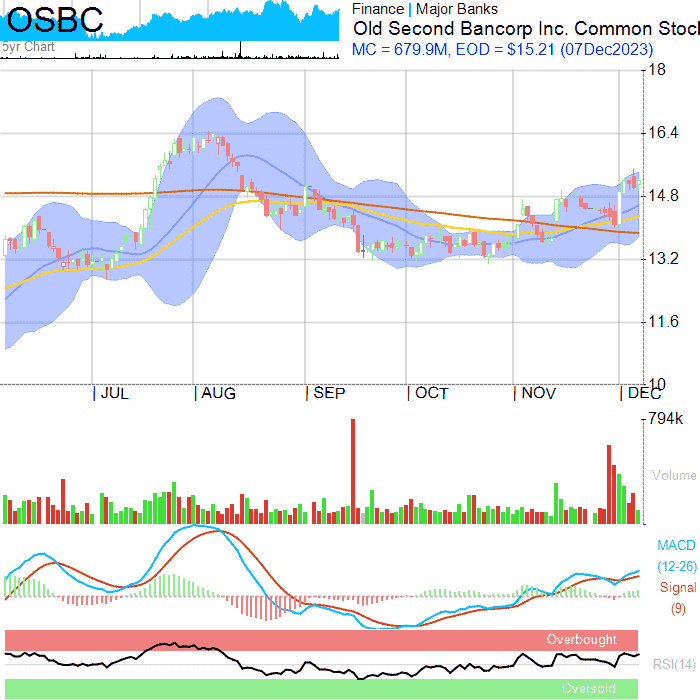 OSBC
5yr Chart
Finance | Major Banks
Old Second Bancorp Inc. Common Stoc
MC = 679.9M, EOD = $15.21 (07Dec2023)
18
16.4
14.8
13.2
11.6
10
JUL AUG SEP OCT NOV DEC
794k
Volume
MACD
(12-26)
Signal
(9)
Overbought
RSI(14)
Oversold